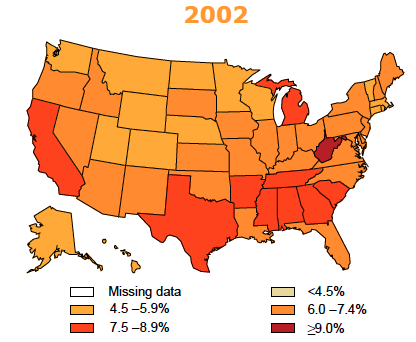 2002
Missing data <4.5%
4.5 –5.9% 6.0 –7.4%
7.5 –8.9% ≥9.0%